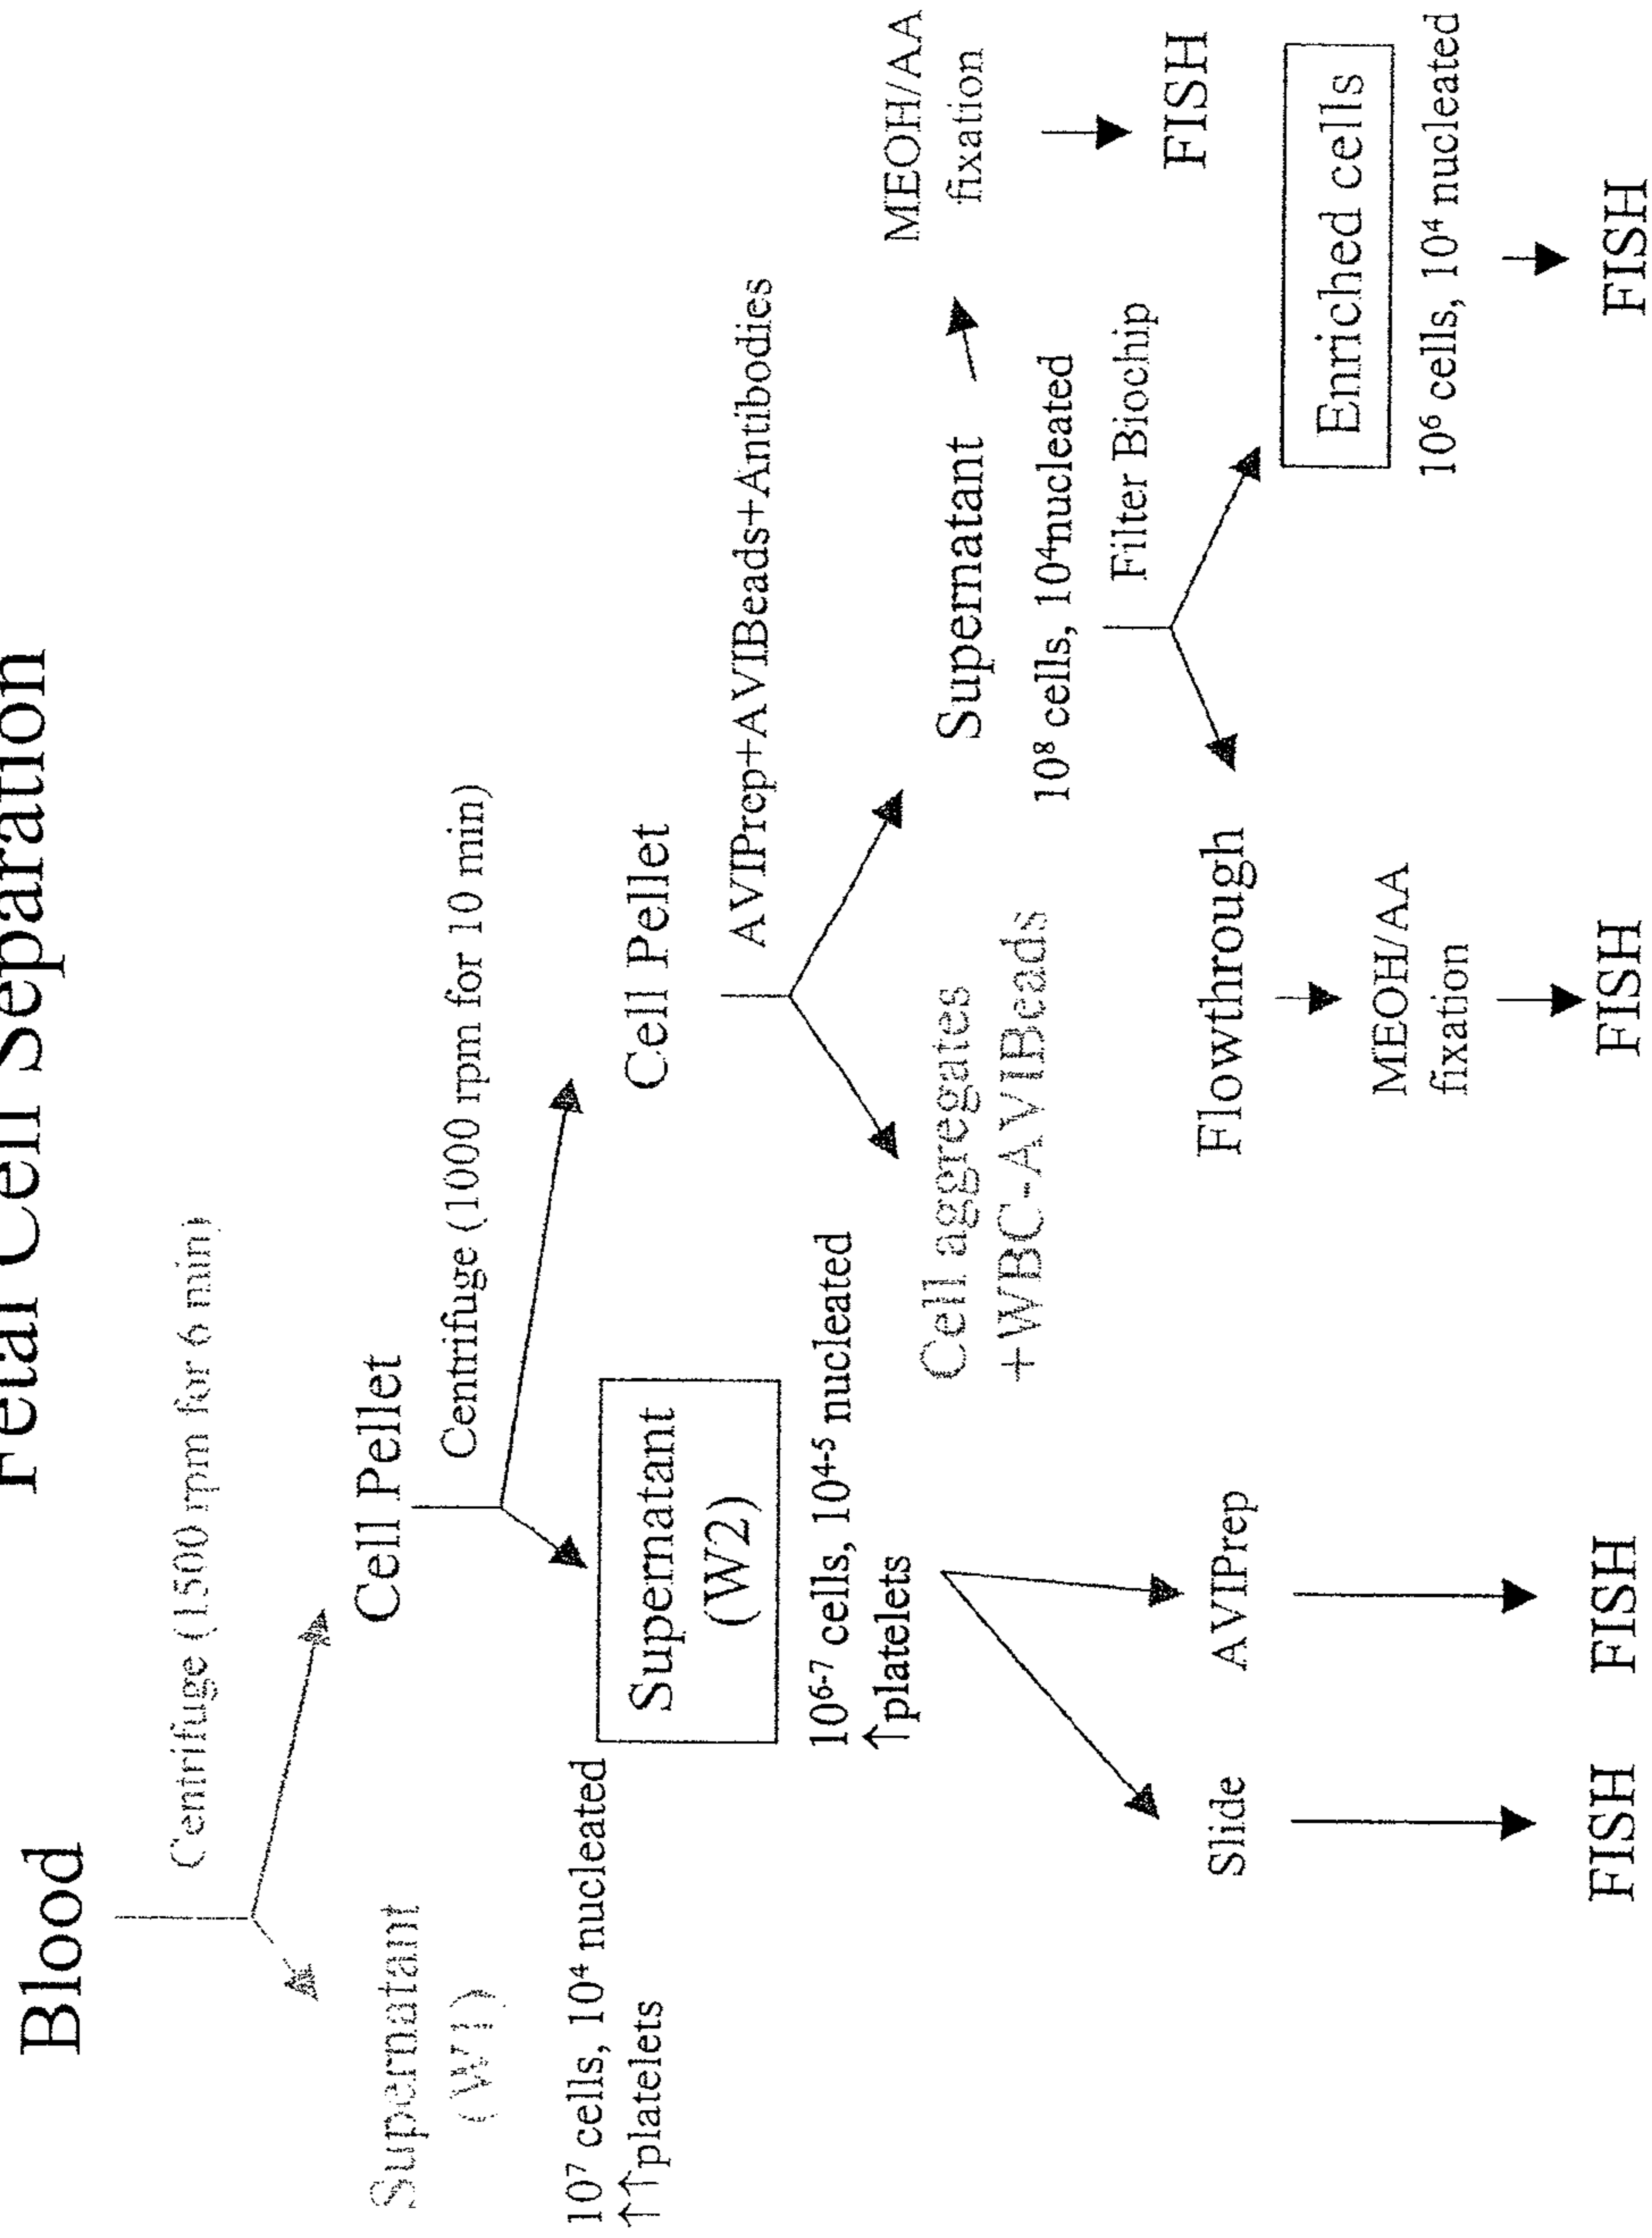 Fetal Cell Separation
Blood
Centrifuge (1500 rpm for 6 min)
Supernatant
(W1)
10⁷ cells, 10⁴ nucleated
↑↑platelets
Cell Pellet
Centrifuge (1000 rpm for 10 min)
Supernatant
(W2)
10⁶⁻⁷ cells, 10⁴⁻⁵ nucleated
↑platelets
Slide
FISH
AVIPrep
FISH
Cell Pellet
AVIPrep+AVIBeads+Antibodies
Cell aggregates
+WBC-AVIBeads
Supernatant
10⁸ cells, 10⁴nucleated
MEOH/AA
fixation
FISH
Filter Biochip
Flowthrough
MEOH/AA
fixation
FISH
Enriched cells
10⁶ cells, 10⁴ nucleated
FISH